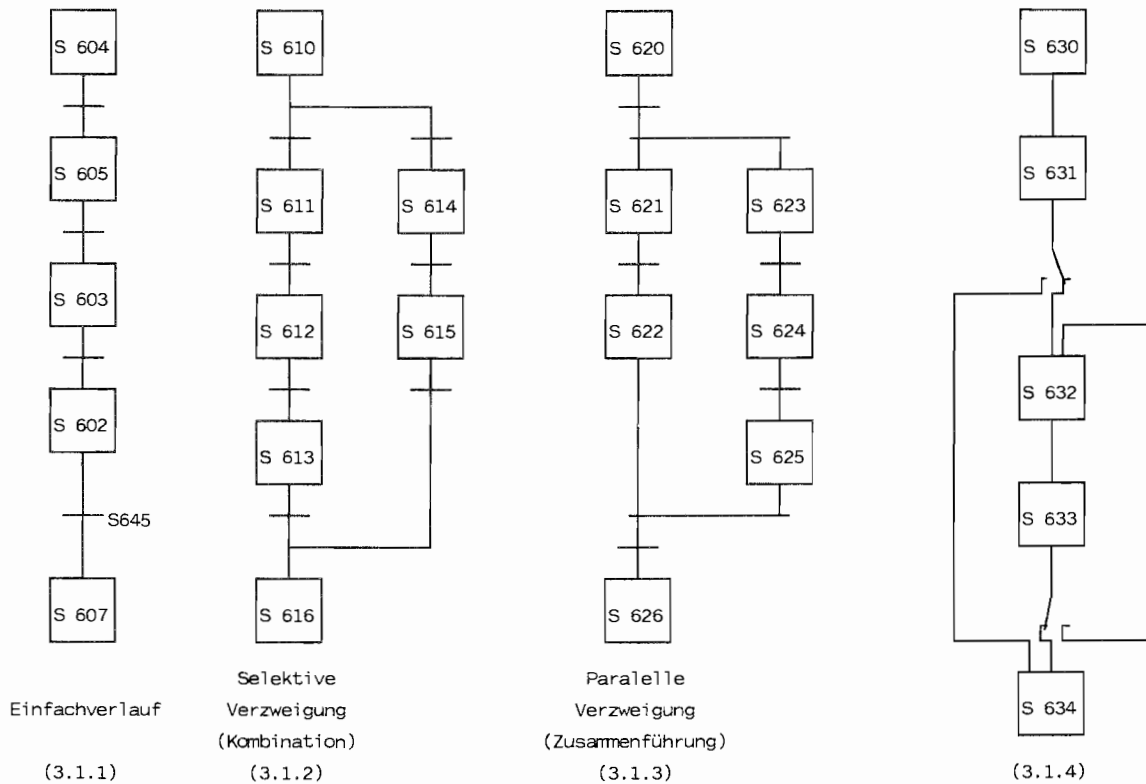 S 604
S 605
S 603
S 602
S645
S 607
Einfachverlauf
(3.1.1)
S 610
S 611
S 614
S 612
S 615
S 613
S 616
Selektive
Verzweigung
(Kombination)
(3.1.2)
S 620
S 621
S 623
S 622
S 624
S 625
S 626
Paralelle
Verzweigung
(Zusammenführung)
(3.1.3)
S 630
S 631
S 632
S 633
S 634
(3.1.4)